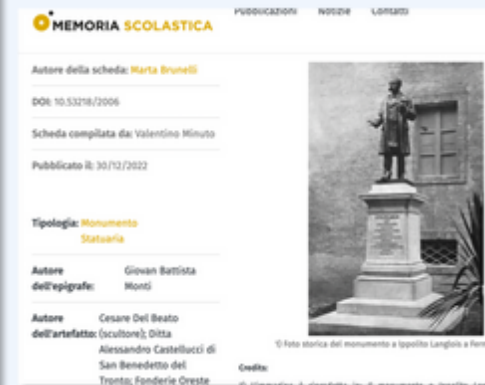 Pubblicazioni Notizie Contatti
MEMORIA SCOLASTICA
Autore della scheda: Marta Brunelli
DOI: 10.53218/2006
Scheda compilata da: Valentino Minuto
Pubblicato il: 30/12/2022
Tipologia: Monumento
Statuaria
Autore dell'epigrafe: Giovan Battista
Monti
Autore dell'artefatto: Cesare Del Beato
(scultore); Ditta
Alessandro Castellucci di
San Benedetto del
Tronto; Fonderie Oreste
1) Foto storica del monumento a Ippolito Langlois a
Credits: